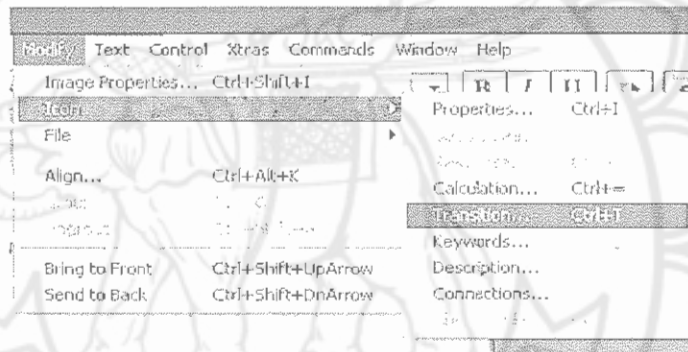 Modify Text Control Xtras Commands Window Help
Image Properties... Ctrl+Shift+I
Icon
File
Align... Ctrl+Alt+K
Bring to Front Ctrl+Shift+UpArrow
Send to Back Ctrl+Shift+DnArrow
B I U
Properties... Ctrl+I
Calculation... Ctrl+=
Transition... Ctrl+T
Keywords...
Description...
Connections...